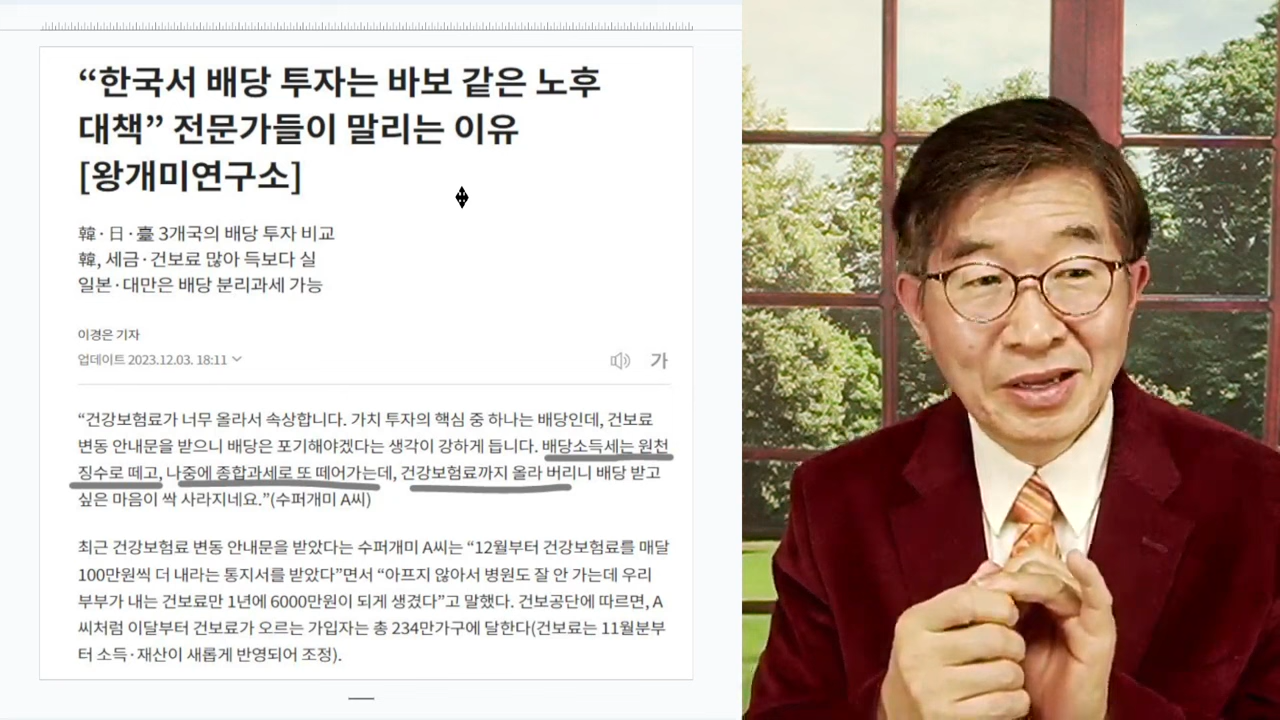 “한국서 배당 투자는 바보 같은 노후
대책” 전문가들이 말리는 이유
[왕개미연구소]
韓·日·臺 3개국의 배당 투자 비교
韓, 세금·건보료 많아 득보다 실
일본·대만은 배당 분리과세 가능
이경은 기자
업데이트 2023.12.03. 18:11
가
“건강보험료가 너무 올라서 속상합니다. 가치 투자의 핵심 중 하나는 배당인데, 건보료
변동 안내문을 받으니 배당은 포기해야겠다는 생각이 강하게 듭니다. 배당소득세는 원천
징수로 떼고, 나중에 종합과세로 또 떼어가는데, 건강보험료까지 올라 버리니 배당 받고
싶은 마음이 싹 사라지네요.”(수퍼개미 A씨)
최근 건강보험료 변동 안내문을 받았다는 수퍼개미 A씨는 “12월부터 건강보험료를 매달
100만원씩 더 내라는 통지서를 받았다”면서 “아프지 않아서 병원도 잘 안 가는데 우리
부부가 내는 건보료만 1년에 6000만원이 되게 생겼다”고 말했다. 건보공단에 따르면, A
씨처럼 이달부터 건보료가 오르는 가입자는 총 234만가구에 달한다(건보료는 11월분부
터 소득·재산이 새롭게 반영되어 조정).